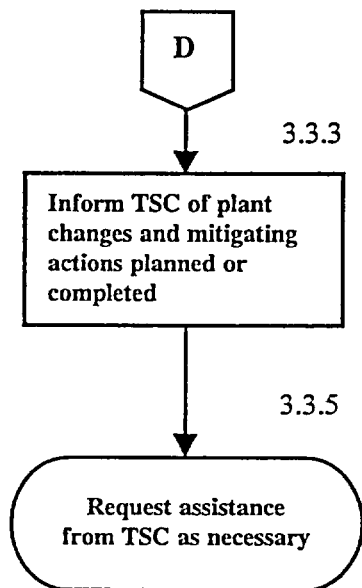 D
3.3.3
Inform TSC of plant
changes and mitigating
actions planned or
completed
3.3.5
Request assistance
from TSC as necessary